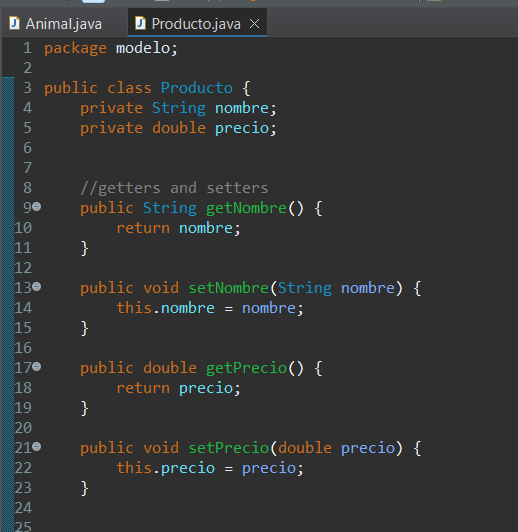 Animal.java Producto.java
1 package modelo;
2
3 public class Producto {
4 private String nombre;
5 private double precio;
6
7
8 //getters and setters
9 public String getNombre() {
10 return nombre;
11 }
12
13 public void setNombre(String nombre) {
14 this.nombre = nombre;
15 }
16
17 public double getPrecio() {
18 return precio;
19 }
20
21 public void setPrecio(double precio) {
22 this.precio = precio;
23 }
24
25